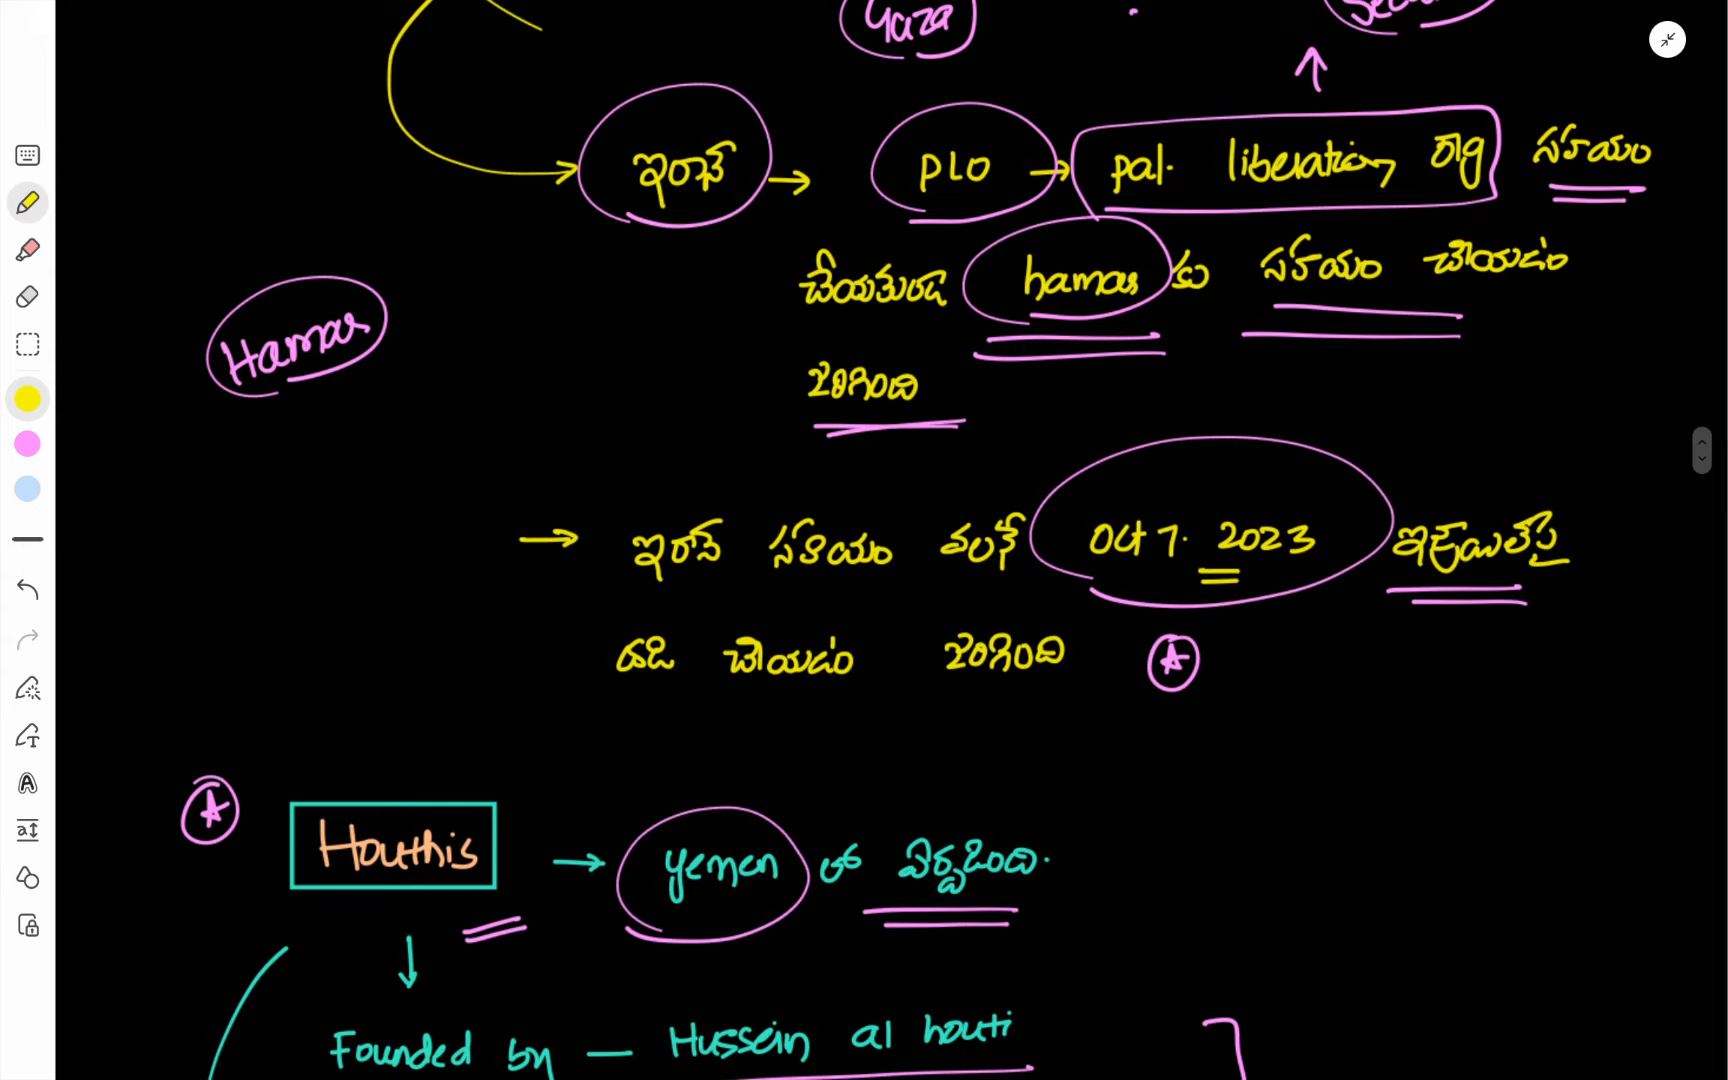 Gaza
ఇరాన్ → PLO → pal. liberation org సహాయం
చేయకుండా hamas కు సహాయం చేయడం
Hamas
జరిగింది
→ ఇరాన్ సహాయం వలనే Oct 7. 2023 ఇజ్రాయిల్‌పై
దాడి చేయడం జరిగింది
Houthis → yemen లో ఏర్పడింది.
Founded by — Hussein al houti